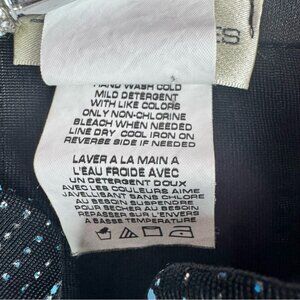 ES
HAND WASH COLD
MILD DETERGENT
WITH LIKE COLORS
ONLY NON-CHLORINE
BLEACH WHEN NEEDED
LINE DRY COOL IRON ON
REVERSE SIDE IF NEEDED
LAVER A LA MAIN A
L'EAU FROIDE AVEC
UN DETERGENT DOUX
AVEC LES COULEURS AIME
JAVELLISANT SANS CHLORE
AU BESOIN SUSPENDRE
POUR SECHER AU BESOIN
REPASSER SUR L'ENVERS
A BASSE TEMPERATURE